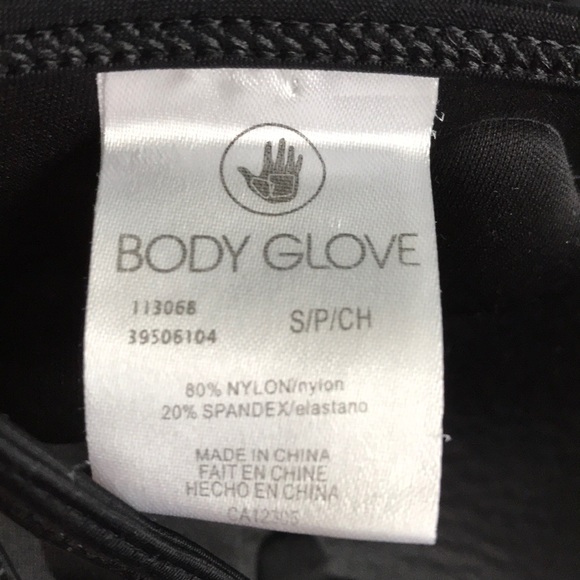 BODY GLOVE
113068
39506104
S/P/CH
80% NYLON/nylon
20% SPANDEX/elastano
MADE IN CHINA
FAIT EN CHINE
HECHO EN CHINA
CA12305